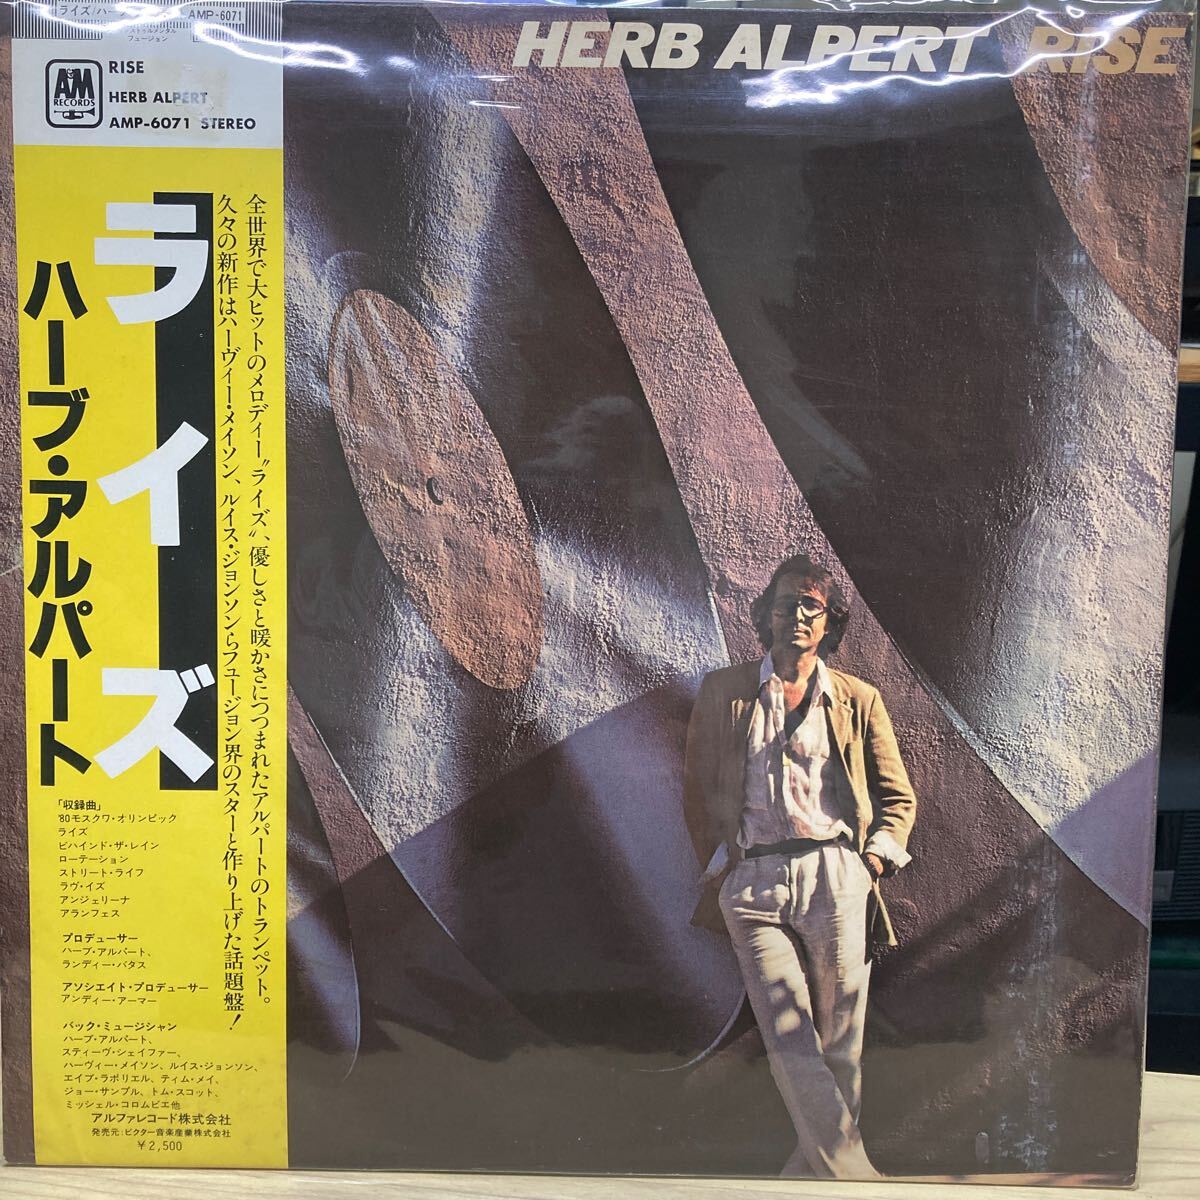 HERB ALPERT RISE
AMP-6071
フュージョン
A&M RECORDS
RISE
HERB ALPERT
AMP-6071 STEREO
ライズ
ハーブ・アルパート
全世界で大ヒットのメロディー〝ライズ〟、優しさと暖かさにつつまれたアルパートのトランペット。
久々の新作はハーヴィー・メイソン、ルイス・ジョンソンらフュージョン界のスターと作り上げた話題盤！
「収録曲」
'80モスクワ・オリンピック
ライズ
ビハインド・ザ・レイン
ローテーション
ストリート・ライフ
ラヴ・イズ
アンジェリーナ
アランフェス
プロデューサー
ハーブ・アルパート、
ランディー・バタス
アソシエイト・プロデューサー
アンディー・アーマー
バック・ミュージシャン
ハーブ・アルパート、
スティーヴ・シェイファー、
ハーヴィー・メイソン、ルイス・ジョンソン、
エイブ・ラボリエル、ティム・メイ、
ジョー・サンプル、トム・スコット、
ミッシェル・コロムビエ他
アルファレコード株式会社
発売元：ビクター音楽産業株式会社
￥2,500